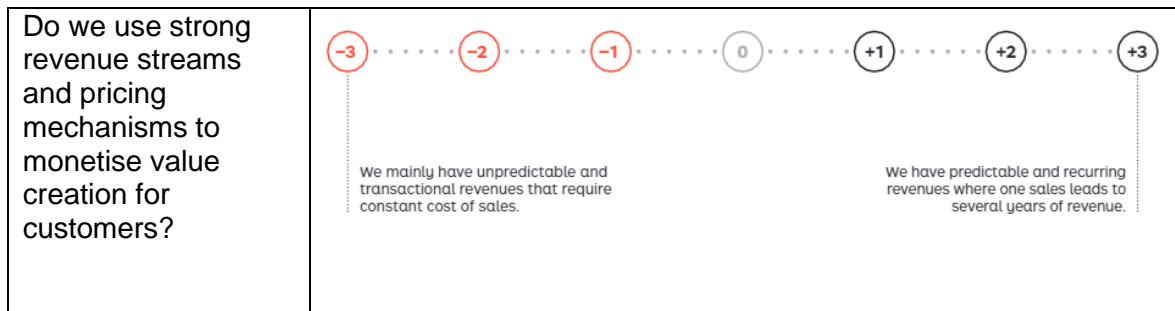 Do we use strong
revenue streams
and pricing
mechanisms to
monetise value
creation for
customers?
−3 −2 −1 0 +1 +2 +3
We mainly have unpredictable and
transactional revenues that require
constant cost of sales.
We have predictable and recurring
revenues where one sales leads to
several years of revenue.